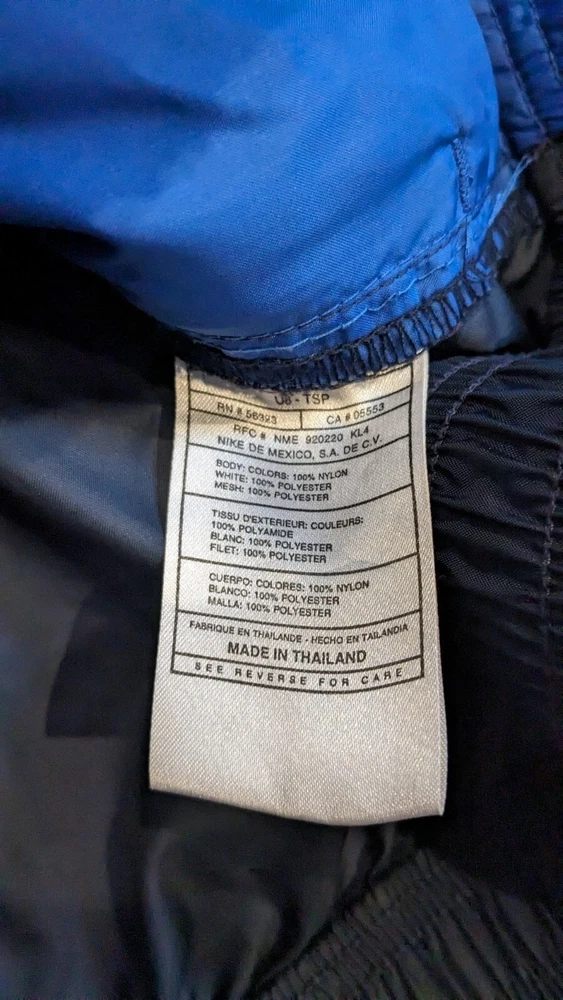 US - TSP
RN # 56323 CA # 05553
RFC # NME 920220 KL4
NIKE DE MEXICO, S.A. DE C.V.
BODY: COLORS: 100% NYLON
WHITE: 100% POLYESTER
MESH: 100% POLYESTER
TISSU D'EXTERIEUR: COULEURS:
100% POLYAMIDE
BLANC: 100% POLYESTER
FILET: 100% POLYESTER
CUERPO: COLORES: 100% NYLON
BLANCO: 100% POLYESTER
MALLA: 100% POLYESTER
FABRIQUE EN THAILANDE - HECHO EN TAILANDIA
MADE IN THAILAND
SEE REVERSE FOR CARE